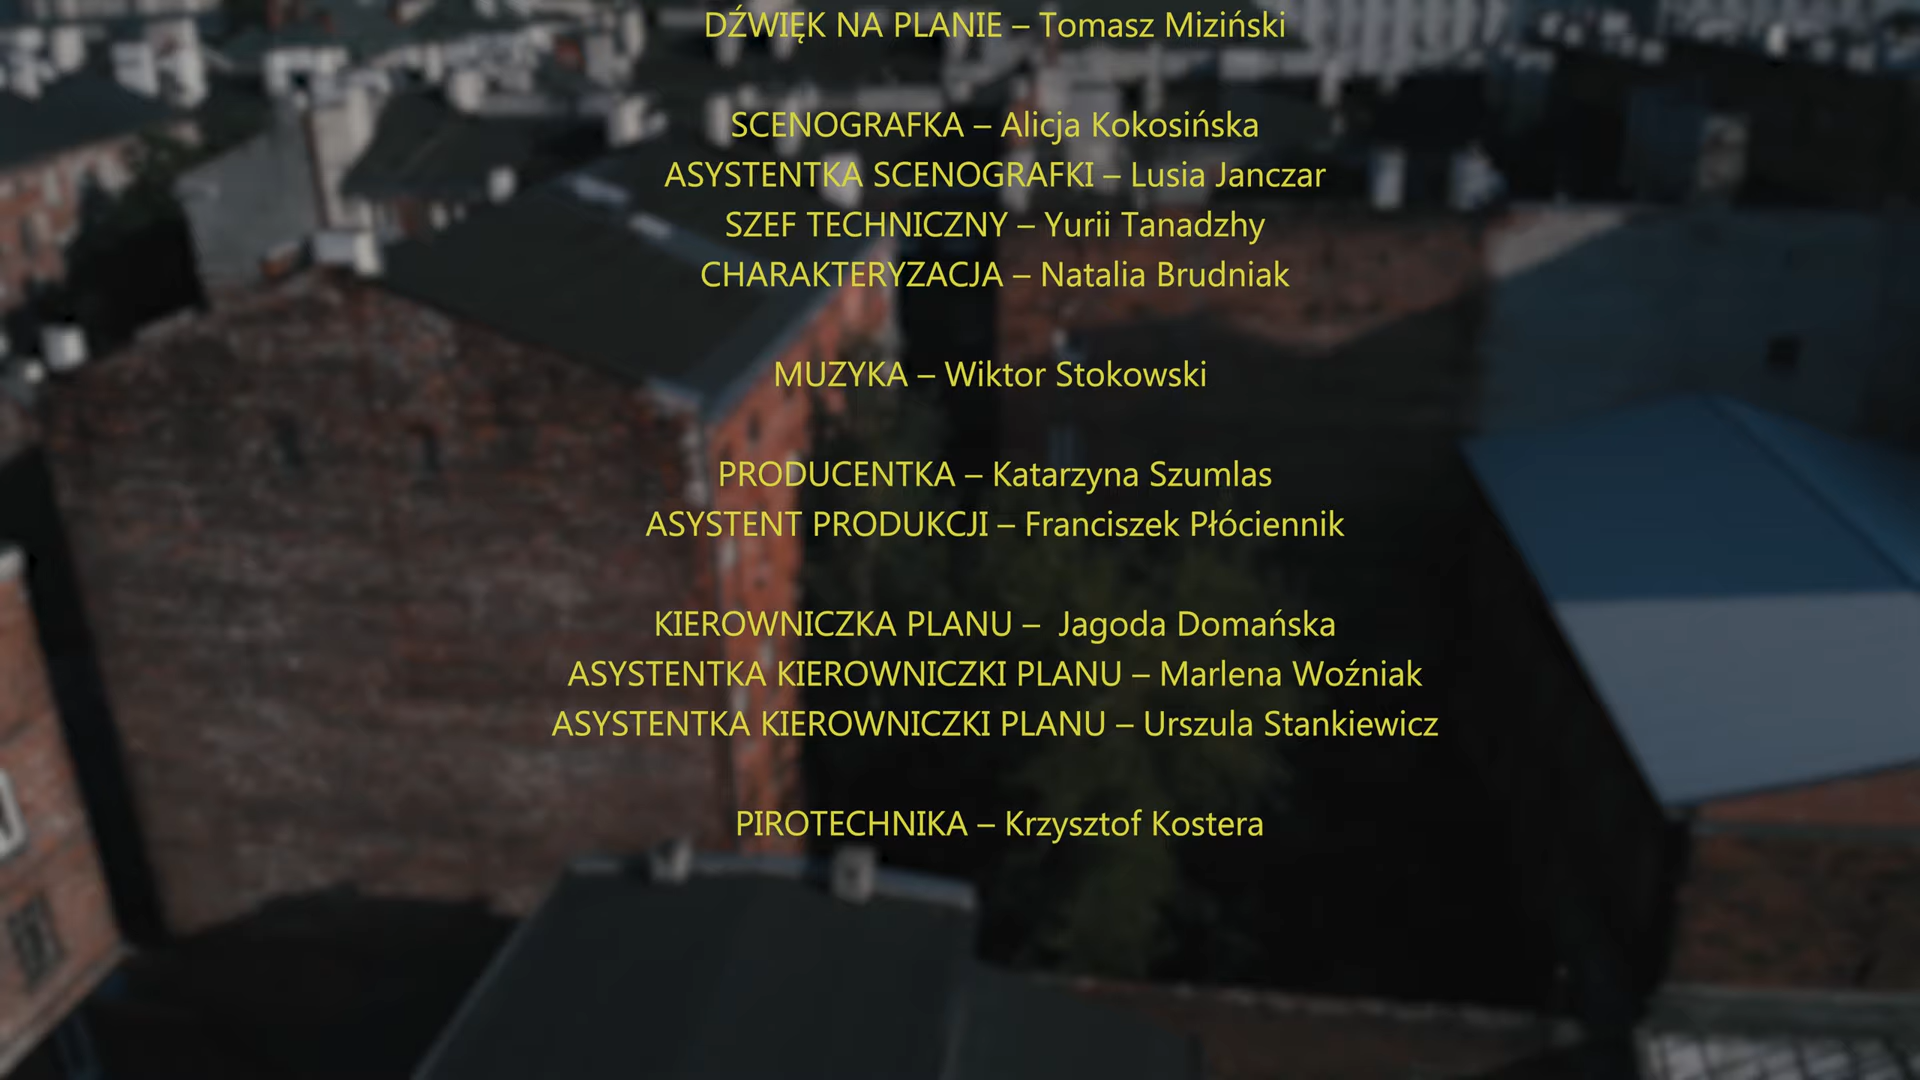 DŹWIĘK NA PLANIE – Tomasz Miziński
SCENOGRAFKA – Alicja Kokosińska
ASYSTENTKA SCENOGRAFKI – Lusia Janczar
SZEF TECHNICZNY – Yurii Tanadzhy
CHARAKTERYZACJA – Natalia Brudniak
MUZYKA – Wiktor Stokowski
PRODUCENTKA – Katarzyna Szumlas
ASYSTENT PRODUKCJI – Franciszek Płóciennik
KIEROWNICZKA PLANU – Jagoda Domańska
ASYSTENTKA KIEROWNICZKI PLANU – Marlena Woźniak
ASYSTENTKA KIEROWNICZKI PLANU – Urszula Stankiewicz
PIROTECHNIKA – Krzysztof Kostera